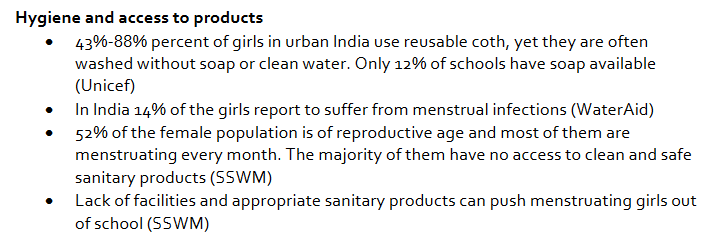 Hygiene and access to products
• 43%-88% percent of girls in urban India use reusable coth, yet they are often
washed without soap or clean water. Only 12% of schools have soap available
(Unicef)
• In India 14% of the girls report to suffer from menstrual infections (WaterAid)
• 52% of the female population is of reproductive age and most of them are
menstruating every month. The majority of them have no access to clean and safe
sanitary products (SSWM)
• Lack of facilities and appropriate sanitary products can push menstruating girls out
of school (SSWM)